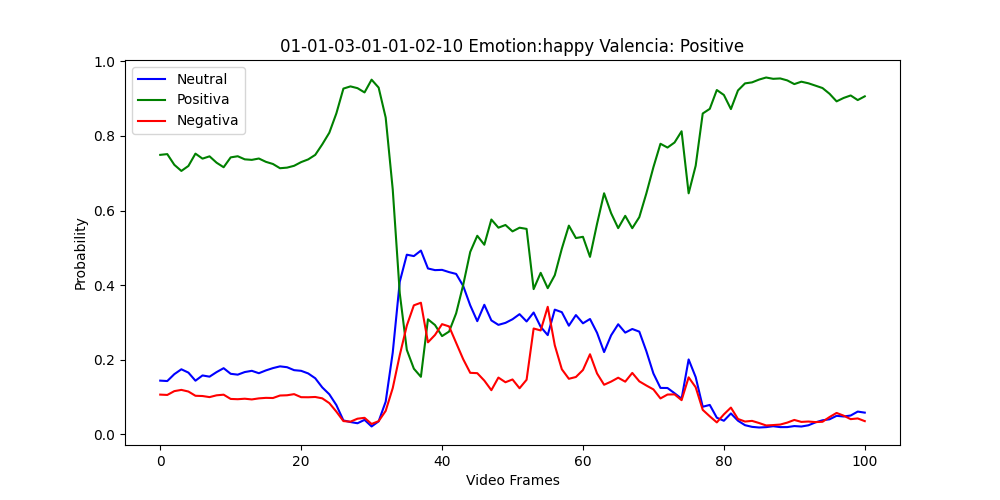 01-01-03-01-01-02-10 Emotion:happy Valencia: Positive
Neutral
Positiva
Negativa
Probability
1.0
0.8
0.6
0.4
0.2
0.0
0 20 40 60 80 100
Video Frames